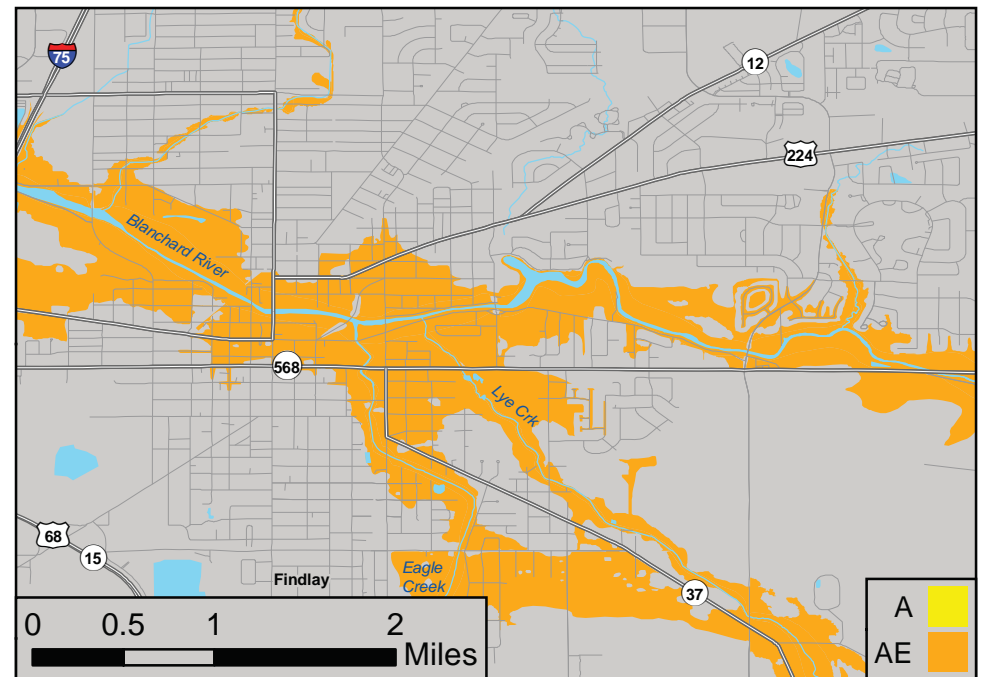 75
12
224
Blanchard River
568
Lye Crk
68
15
Findlay
Eagle
Creek
37
0 0.5 1 2
Miles
A
AE